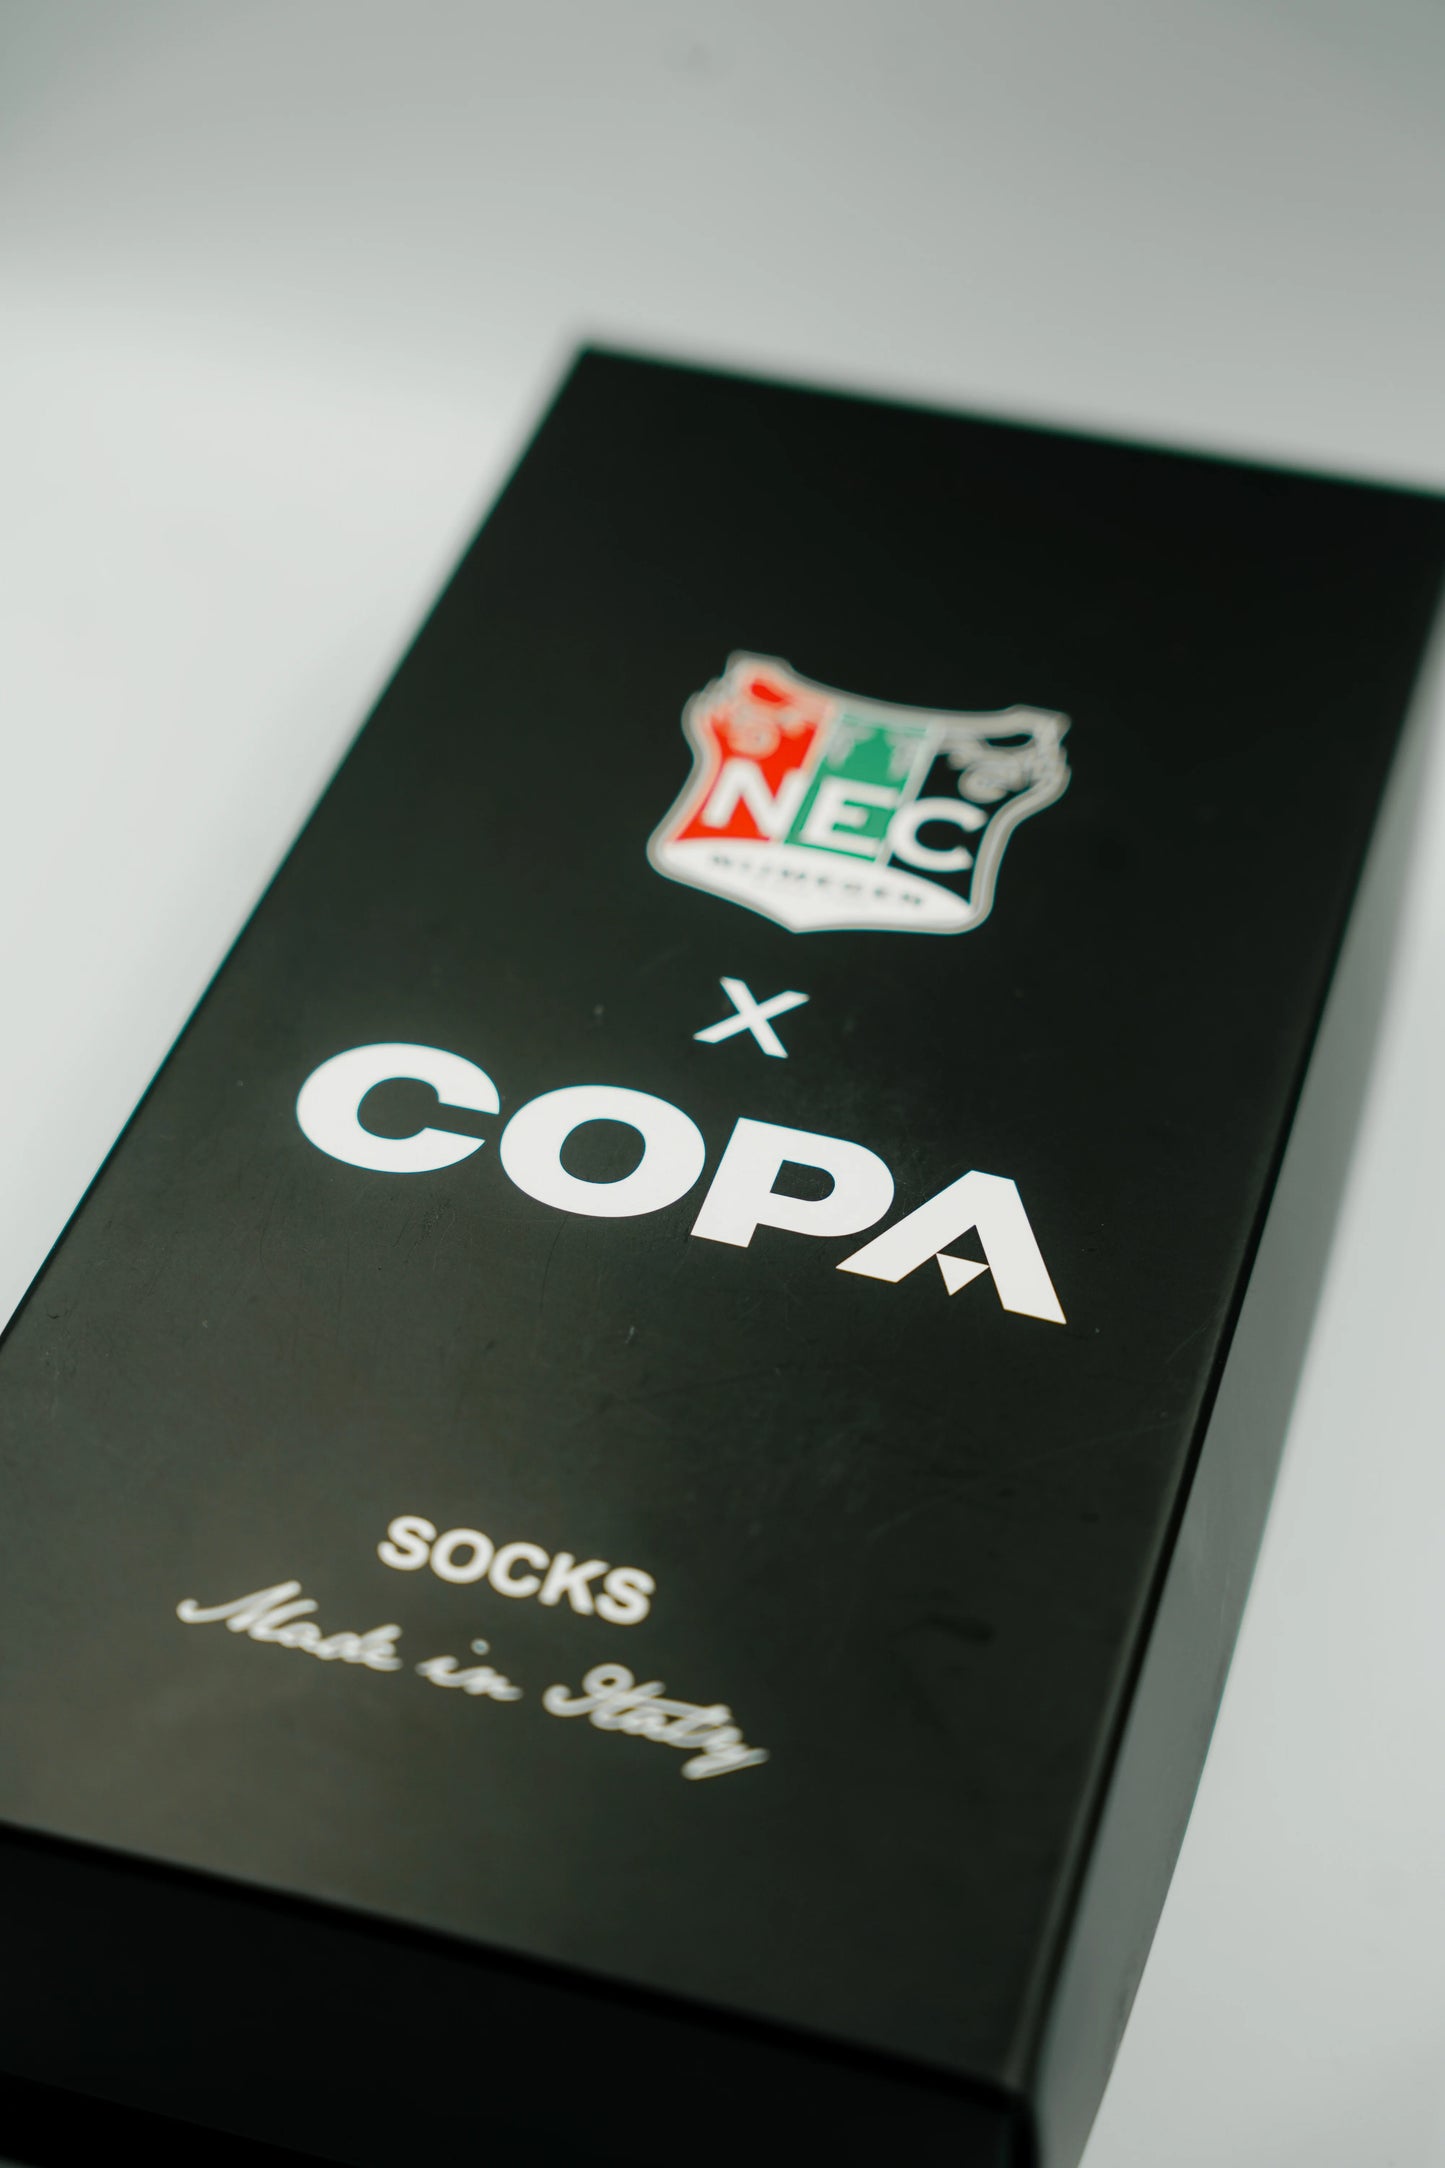 NEC
NIJMEGEN
X
COPA
SOCKS
Made in Italy